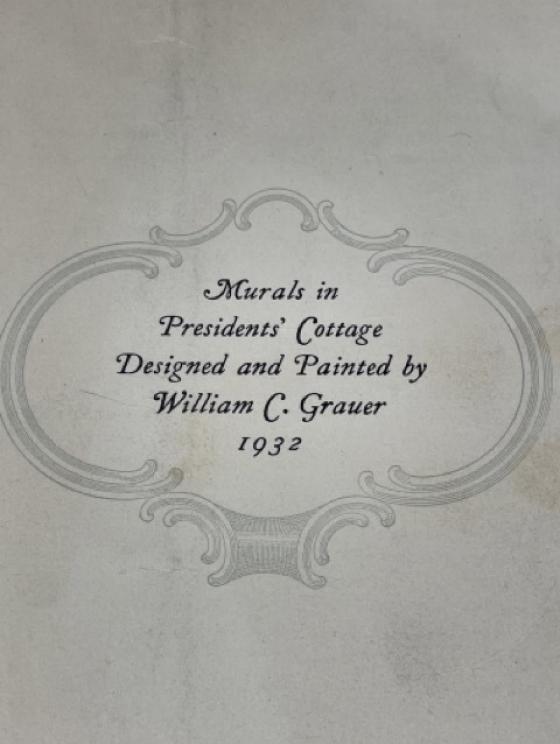 Murals in
Presidents' Cottage
Designed and Painted by
William C. Grauer
1932